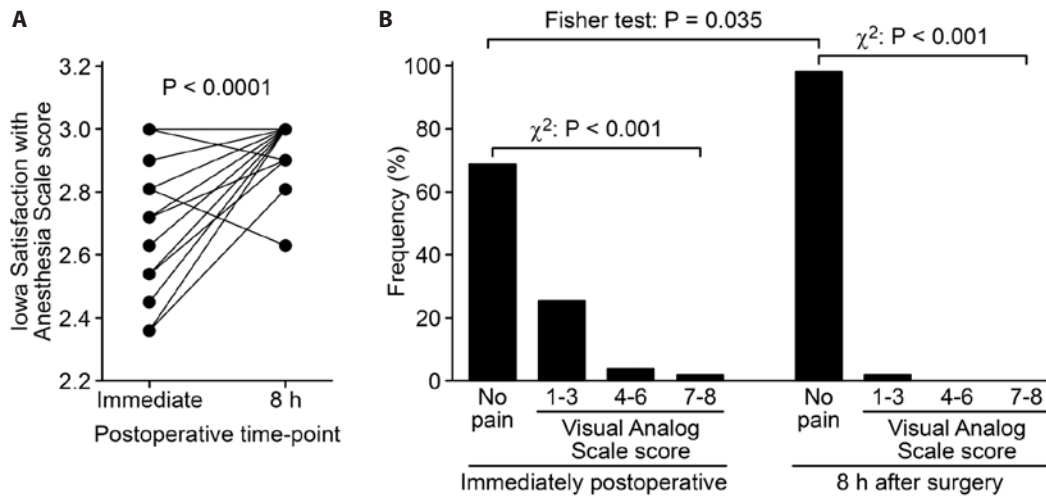 A
Iowa Satisfaction with
Anesthesia Scale score
3.2
3.0
2.8
2.6
2.4
2.2
P < 0.0001
Immediate 8 h
Postoperative time-point
B
Fisher test: P = 0.035
χ²: P < 0.001
χ²: P < 0.001
Frequency (%)
100
80
60
40
20
0
No
pain
1-3 4-6 7-8
Visual Analog
Scale score
Immediately postoperative
No
pain
1-3 4-6 7-8
Visual Analog
Scale score
8 h after surgery